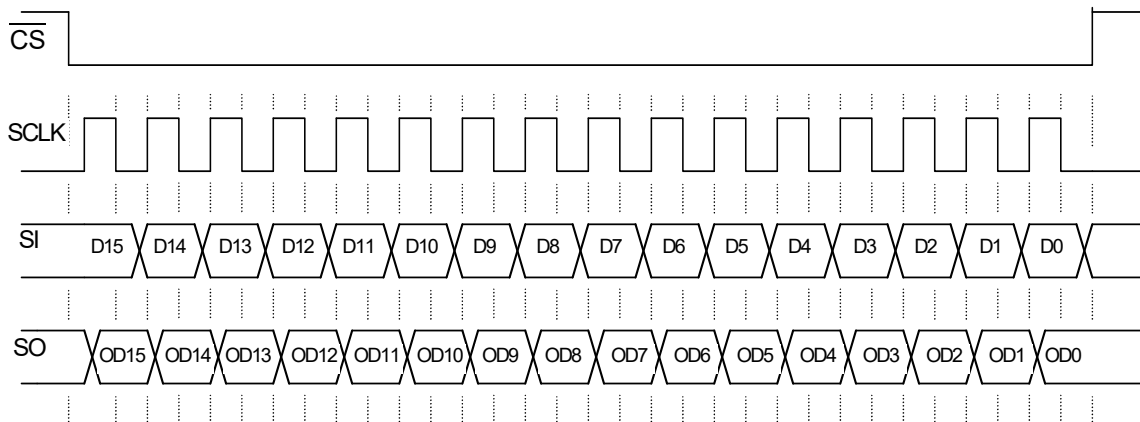 CS
SCLK
SI D15 D14 D13 D12 D11 D10 D9 D8 D7 D6 D5 D4 D3 D2 D1 D0
SO OD15 OD14 OD13 OD12 OD11 OD10 OD9 OD8 OD7 OD6 OD5 OD4 OD3 OD2 OD1 OD0